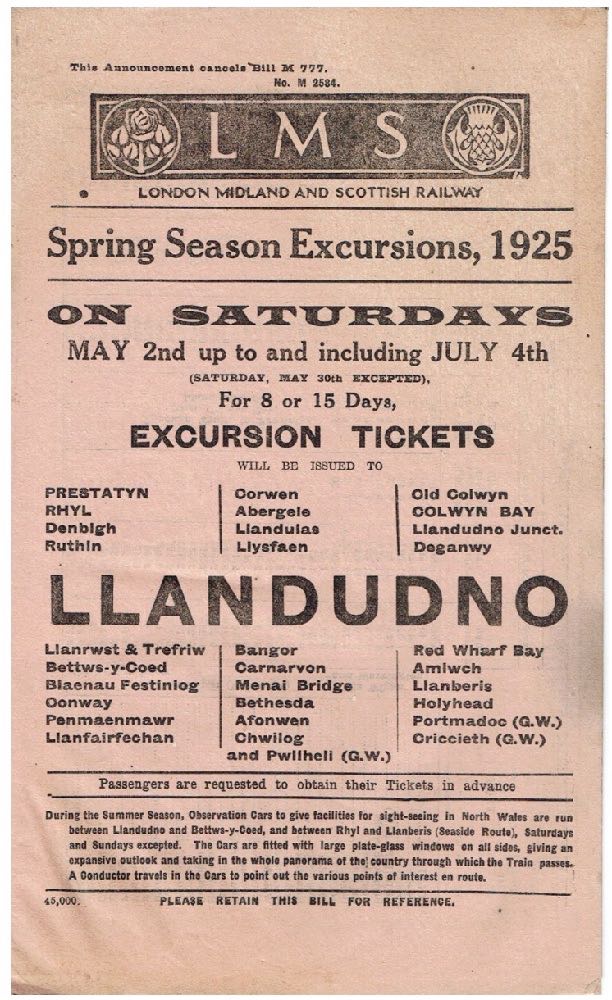 This Announcement cancels Bill M 777.
No. M 2584.
L M S
LONDON MIDLAND AND SCOTTISH RAILWAY
Spring Season Excursions, 1925
ON SATURDAYS
MAY 2nd up to and including JULY 4th
(SATURDAY, MAY 30th EXCEPTED),
For 8 or 15 Days,
EXCURSION TICKETS
WILL BE ISSUED TO
PRESTATYN
RHYL
Denbigh
Ruthin
Corwen
Abergele
Llandulas
Llysfaen
Old Colwyn
COLWYN BAY
Llandudno Junct.
Deganwy
LLANDUDNO
Llanrwst & Trefriw
Bettws-y-Coed
Blaenau Festiniog
Conway
Penmaenmawr
Llanfairfechan
Bangor
Carnarvon
Menai Bridge
Bethesda
Afonwen
Chwilog
and Pwllheli (G.W.)
Red Wharf Bay
Amlwch
Llanberis
Holyhead
Portmadoc (G.W.)
Criccieth (G.W.)
Passengers are requested to obtain their Tickets in advance
During the Summer Season, Observation Cars to give facilities for sight-seeing in North Wales are run
between Llandudno and Bettws-y-Coed, and between Rhyl and Llanberis (Seaside Route), Saturdays
and Sundays excepted. The Cars are fitted with large plate-glass windows on all sides, giving an
expansive outlook and taking in the whole panorama of the country through which the Train passes.
A Conductor travels in the Cars to point out the various points of interest en route.
45,000.
PLEASE RETAIN THIS BILL FOR REFERENCE.